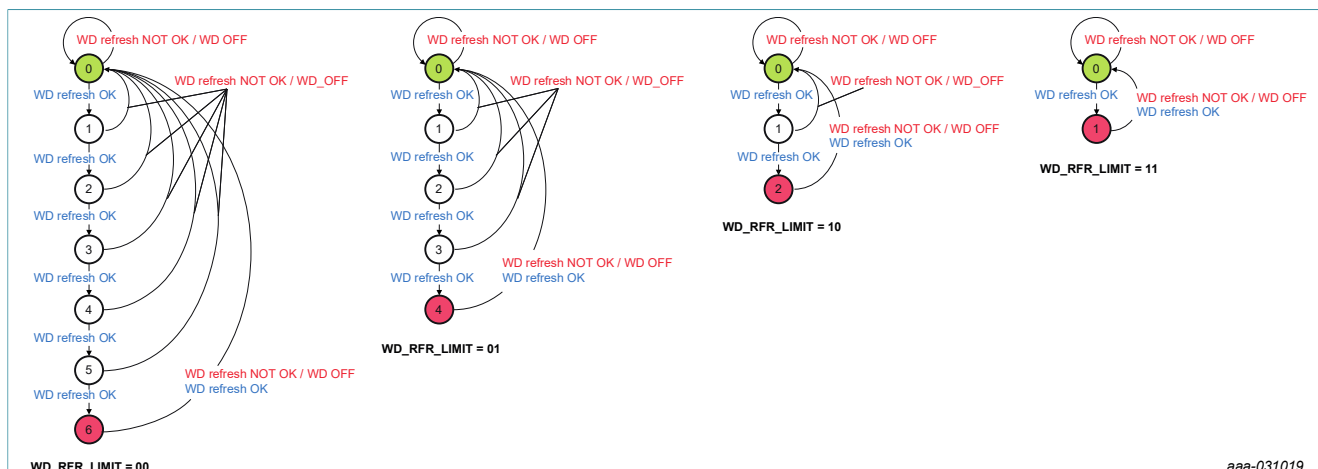 WD refresh NOT OK / WD OFF
0
WD refresh NOT OK / WD_OFF
WD refresh OK
1
WD refresh OK
2
WD refresh OK
3
WD refresh OK
4
WD refresh OK
5
WD refresh NOT OK / WD OFF
WD refresh OK
WD refresh OK
6
WD_RFR_LIMIT = 00
WD refresh NOT OK / WD OFF
0
WD refresh NOT OK / WD_OFF
WD refresh OK
1
WD refresh OK
2
WD refresh OK
3
WD refresh NOT OK / WD OFF
WD refresh OK
WD refresh OK
4
WD_RFR_LIMIT = 01
WD refresh NOT OK / WD OFF
0
WD refresh NOT OK / WD_OFF
WD refresh OK
1
WD refresh NOT OK / WD OFF
WD refresh OK
WD refresh OK
2
WD_RFR_LIMIT = 10
WD refresh NOT OK / WD OFF
0
WD refresh OK
WD refresh NOT OK / WD OFF
WD refresh OK
1
WD_RFR_LIMIT = 11
aaa-031019